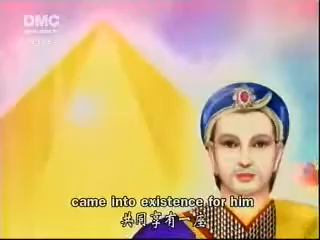 DMC
came into existence for him
共同享有一座